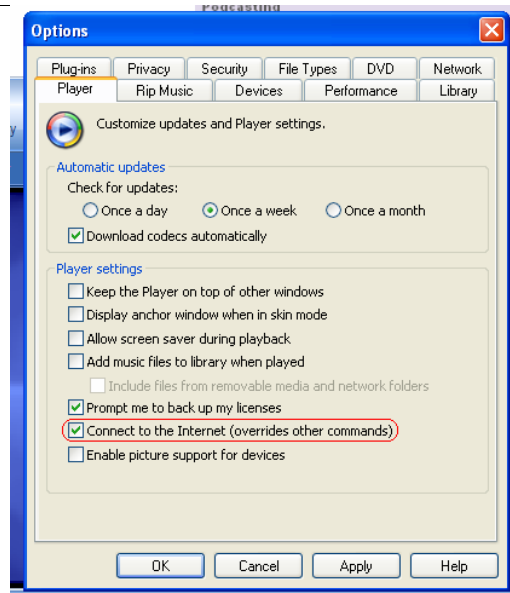 Podcasting
Options
Plug-ins Privacy Security File Types DVD Network
Player Rip Music Devices Performance Library
Customize updates and Player settings.
Automatic updates
Check for updates:
Once a day Once a week Once a month
Download codecs automatically
Player settings
Keep the Player on top of other windows
Display anchor window when in skin mode
Allow screen saver during playback
Add music files to library when played
Include files from removable media and network folders
Prompt me to back up my licenses
Connect to the Internet (overrides other commands)
Enable picture support for devices
OK Cancel Apply Help